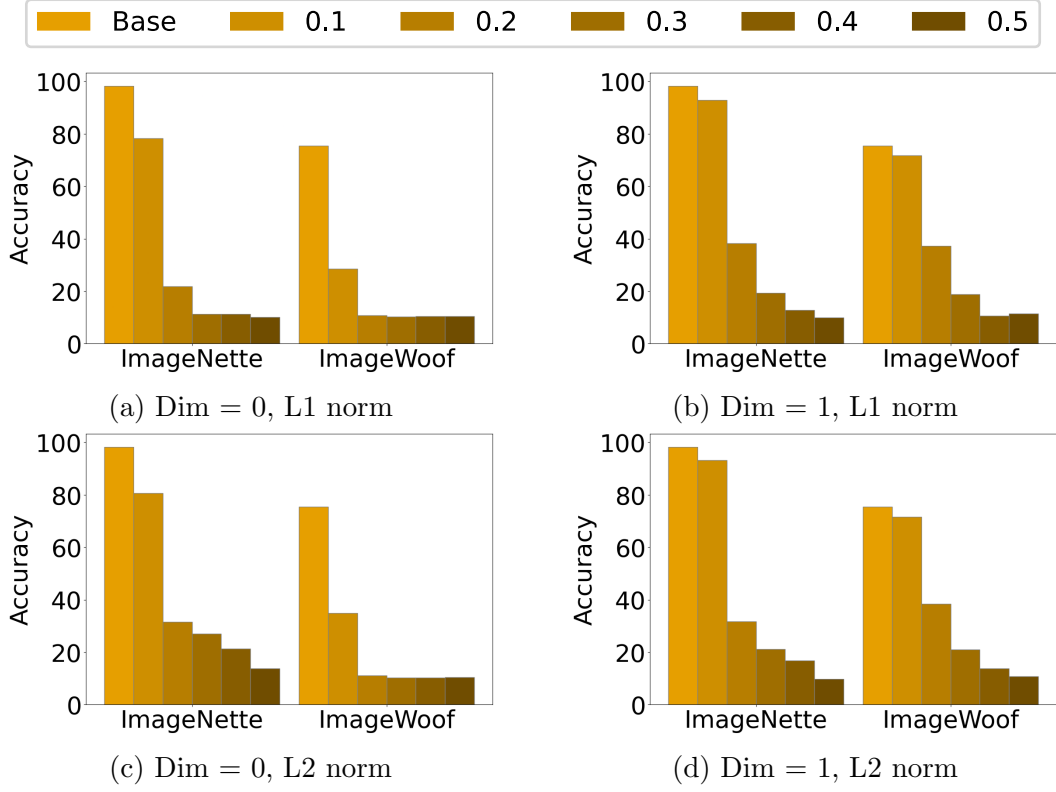 Base 0.1 0.2 0.3 0.4 0.5
100
80
60
40
20
0
Accuracy
ImageNette ImageWoof
(a) Dim = 0, L1 norm
100
80
60
40
20
0
Accuracy
ImageNette ImageWoof
(b) Dim = 1, L1 norm
100
80
60
40
20
0
Accuracy
ImageNette ImageWoof
(c) Dim = 0, L2 norm
100
80
60
40
20
0
Accuracy
ImageNette ImageWoof
(d) Dim = 1, L2 norm